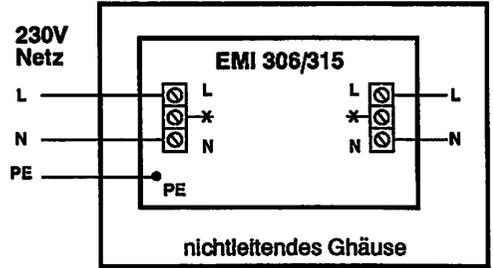 230V
Netz
EMI 306/315
L L L L
N N N N
PE PE
nichtleitendes Ghäuse